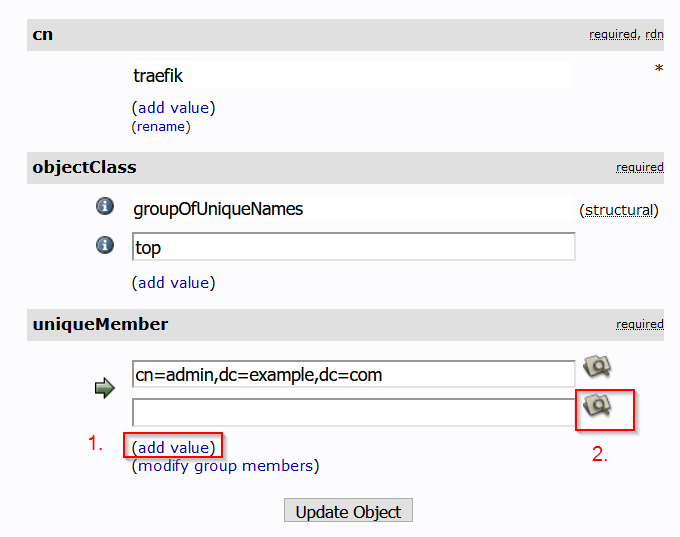 cn required, rdn
traefik *
(add value)
(rename)
objectClass required
groupOfUniqueNames (structural)
top
(add value)
uniqueMember required
cn=admin,dc=example,dc=com
1. (add value) 2.
(modify group members)
Update Object